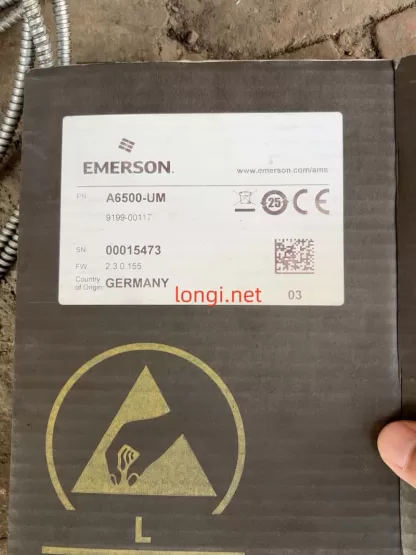 EMERSON.
www.emerson.com/ams
PN: A6500-UM
9199-00117
25
CE
SN: 00015473
FW: 2.3.0.155
Country of Origin: GERMANY
longi.net
03
L